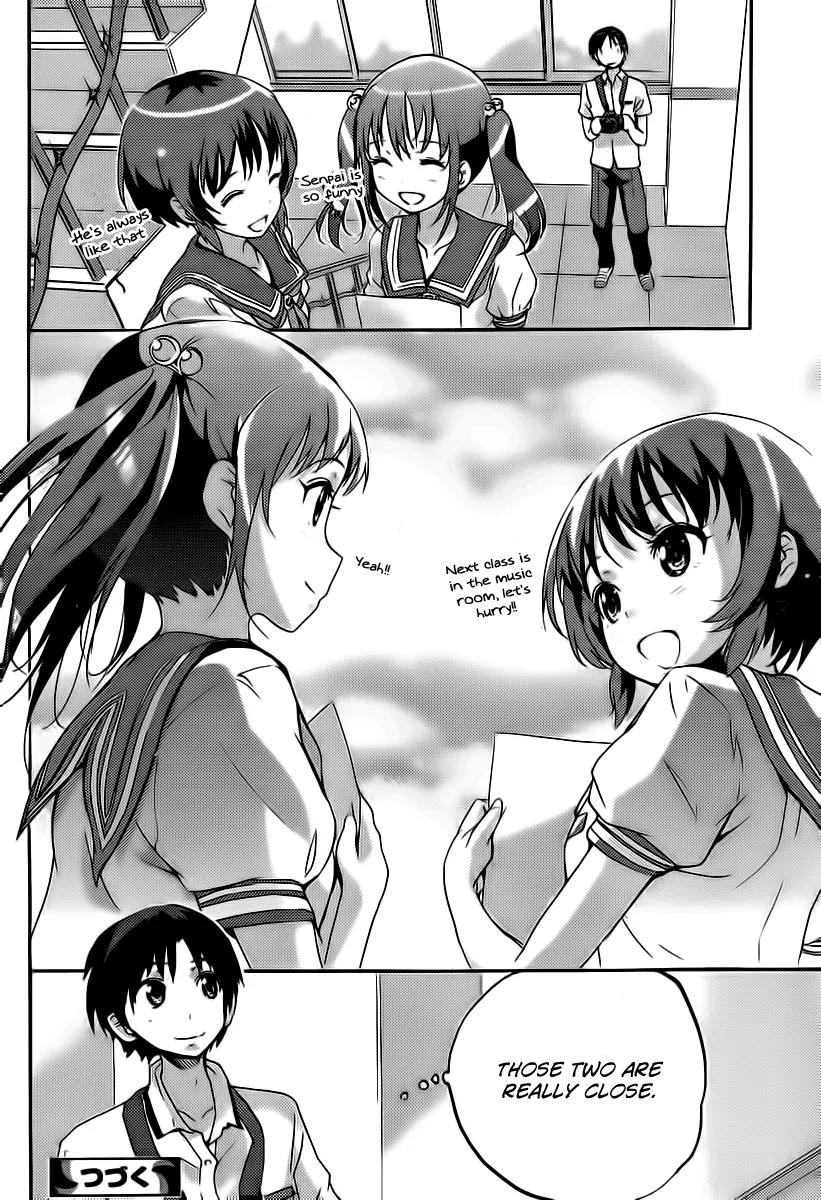 Senpai is
so funny
He's always
like that
Next class is
in the music
room, let's
hurry!!
Yeah!!
THOSE TWO ARE
REALLY CLOSE.
つづく